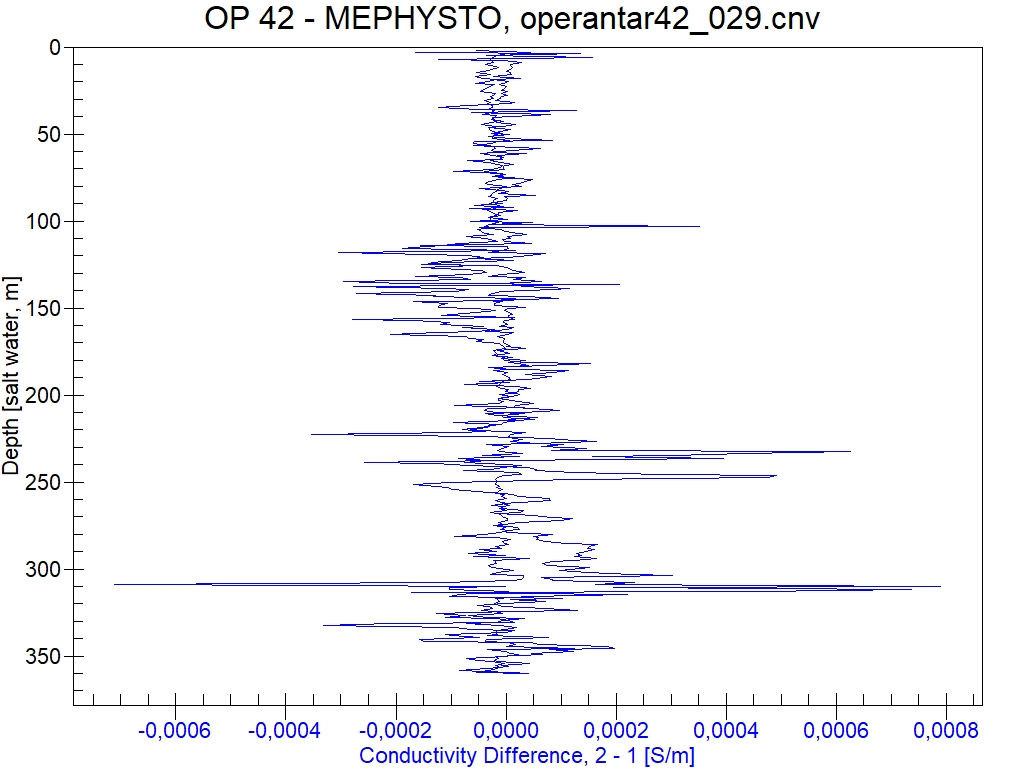 OP 42 - MEPHYSTO, operantar42_029.cnv
0
50
100
150
200
250
300
350
Depth [salt water, m]
-0,0006 -0,0004 -0,0002 0,0000 0,0002 0,0004 0,0006 0,0008
Conductivity Difference, 2 - 1 [S/m]